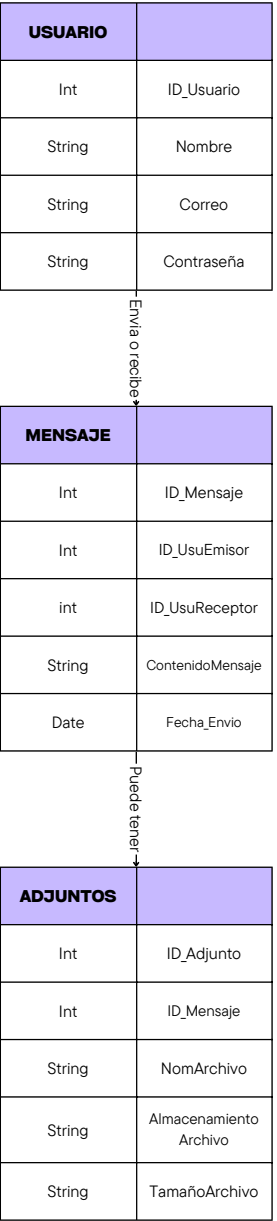 USUARIO
Int ID_Usuario
String Nombre
String Correo
String Contraseña
Envia o recibe
MENSAJE
Int ID_Mensaje
Int ID_UsuEmisor
int ID_UsuReceptor
String ContenidoMensaje
Date Fecha_Envio
Puede tener
ADJUNTOS
Int ID_Adjunto
Int ID_Mensaje
String NomArchivo
String Almacenamiento
Archivo
String TamañoArchivo